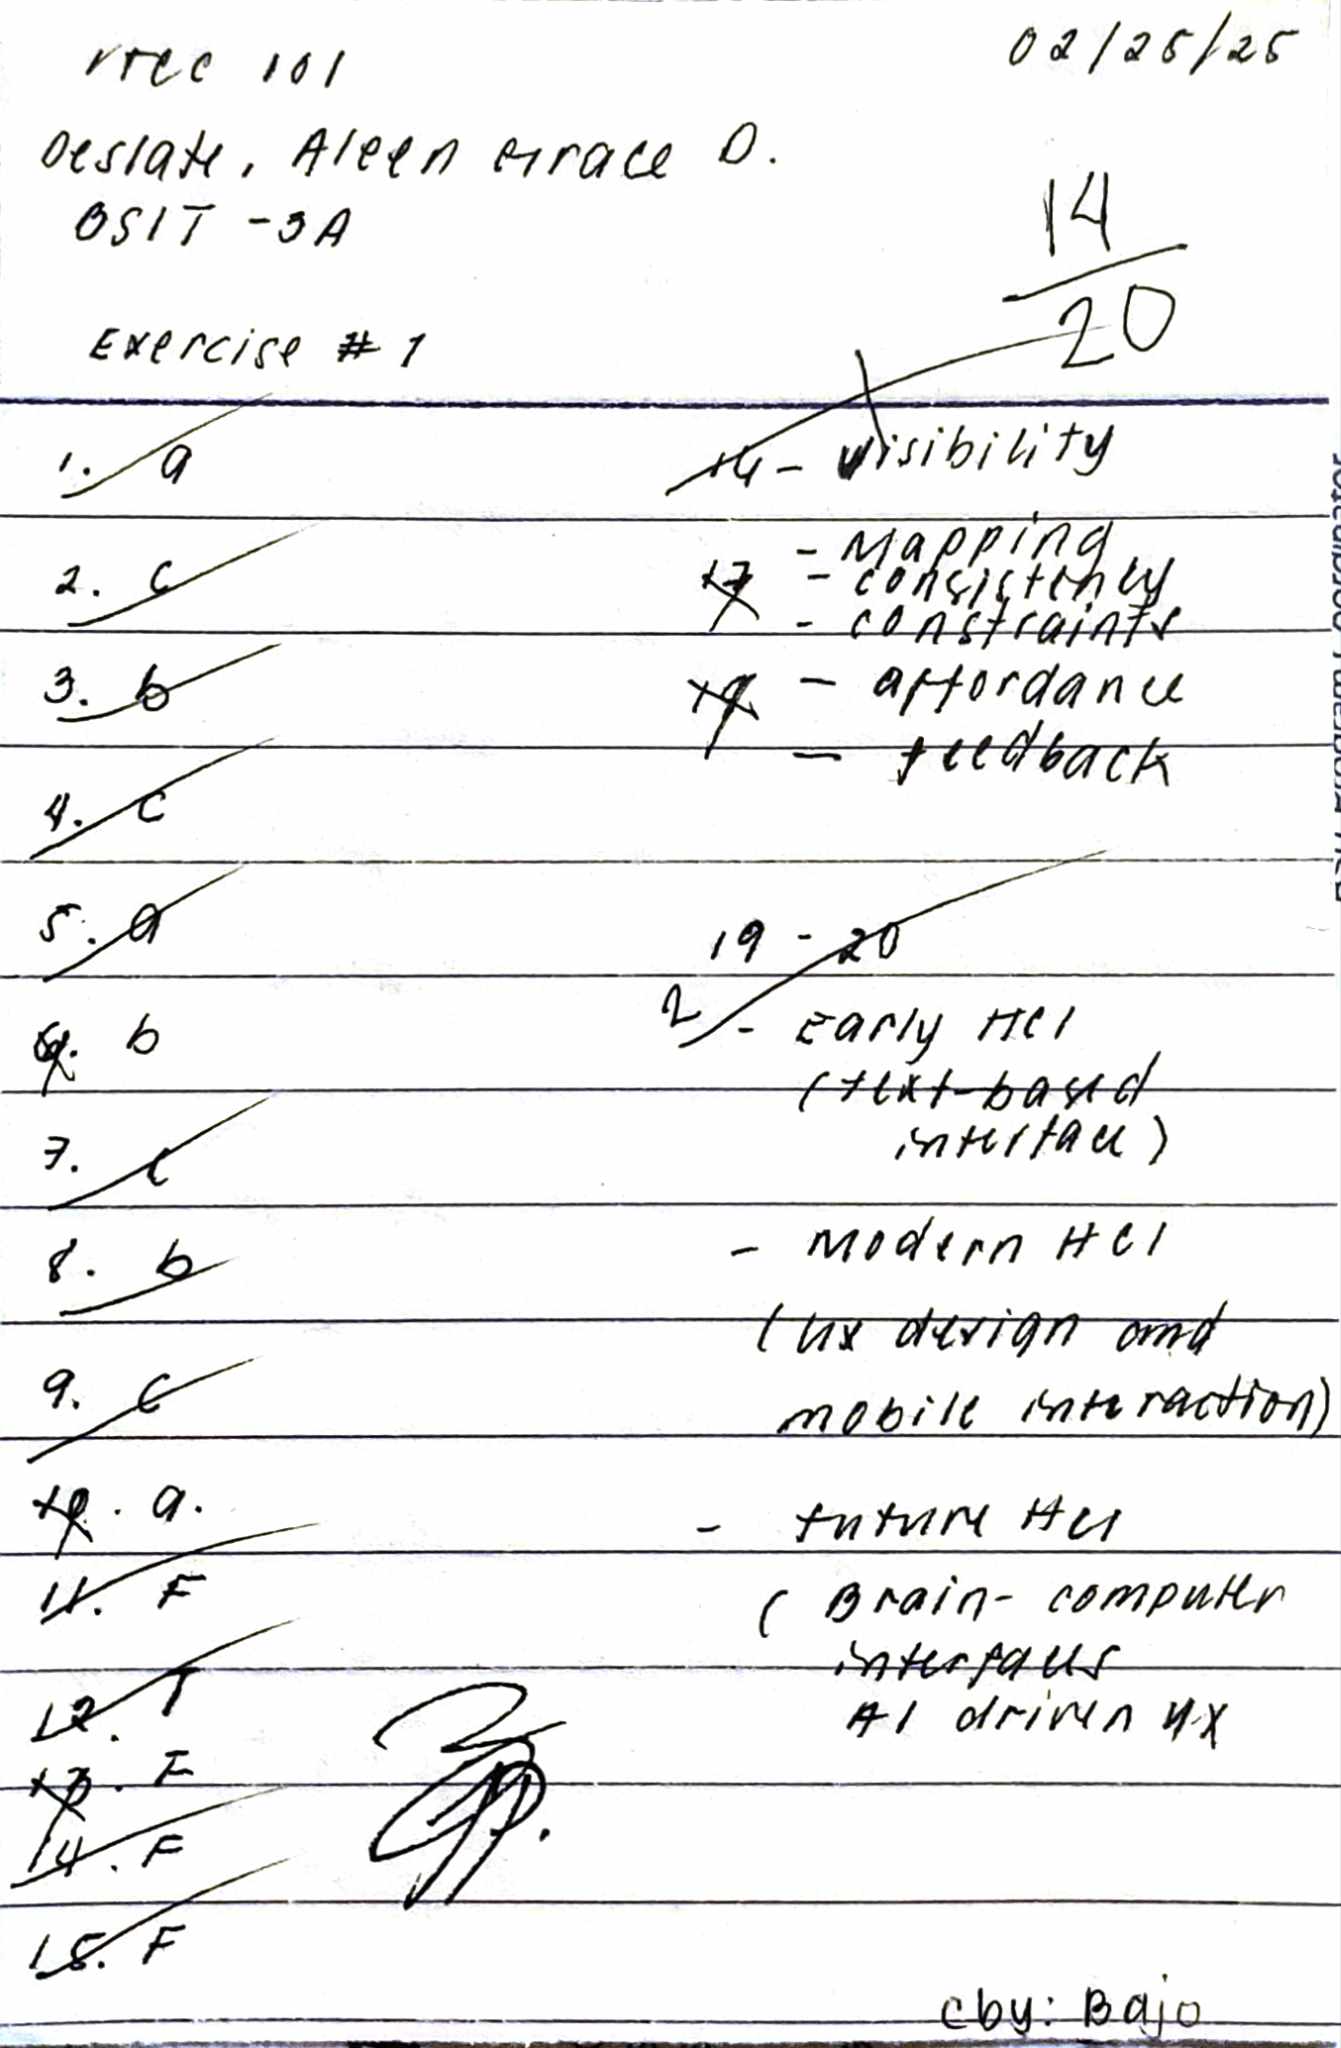 02/25/25
VTEC 101
Deslate, Aleen Grace D.
BSIT - 3A
14
20
Exercise # 1
1. a
2. c
3. b
4. c
5. a
6. b
7. c
8. b
9. c
10. a.
11. F
12. T
13. F
14. F
15. F
- Visibility
- Mapping
17 - consistency
- constraints
18 - affordance
- feedback
19 - 20
2
- Early HCI
(text-based
interface)
- Modern HCI
(Ux design and
mobile interaction)
- future HCI
( Brain-computer
interfaces
AI driven UX
cby: Bajo